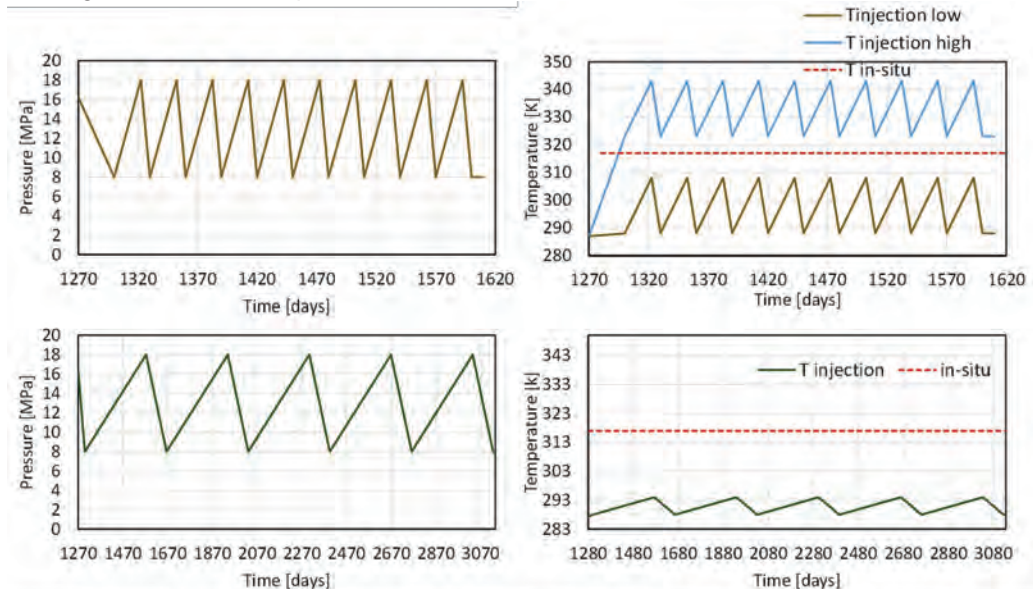 Tinjection low
T injection high
T in-situ
Pressure [MPa]
20
18
16
14
12
10
8
6
4
2
0
1270 1320 1370 1420 1470 1520 1570 1620
Time [days]
Temperature [K]
350
340
330
320
310
300
290
280
1270 1320 1370 1420 1470 1520 1570 1620
Time [days]
Pressure [MPa]
20
18
16
14
12
10
8
6
4
2
0
1270 1470 1670 1870 2070 2270 2470 2670 2870 3070
Time [days]
Temperature [K]
343
333
323
313
303
293
283
T injection
in-situ
1280 1480 1680 1880 2080 2280 2480 2680 2880 3080
Time [days]